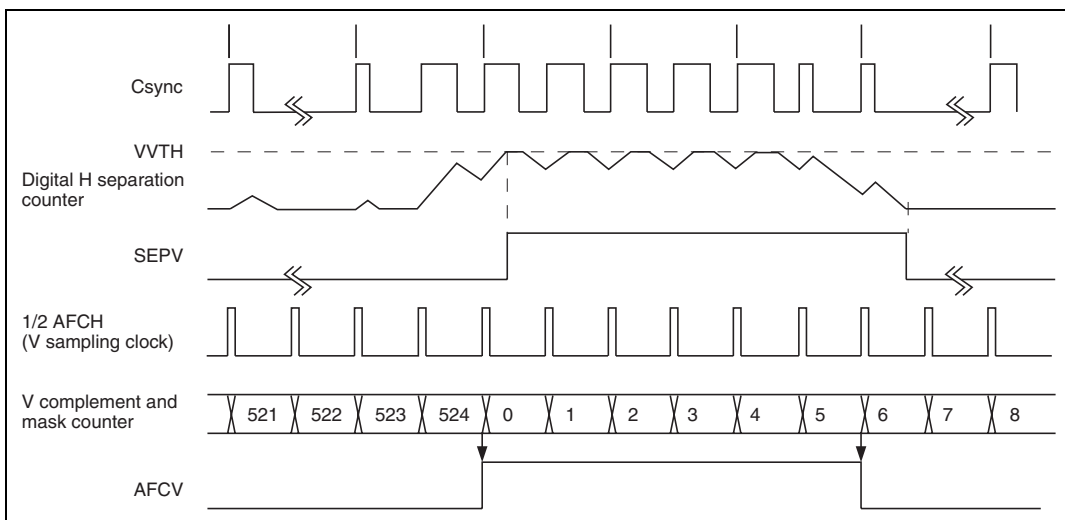 Csync
VVTH
Digital H separation
counter
SEPV
1/2 AFCH
(V sampling clock)
V complement and
mask counter
521 522 523 524 0 1 2 3 4 5 6 7 8
AFCV